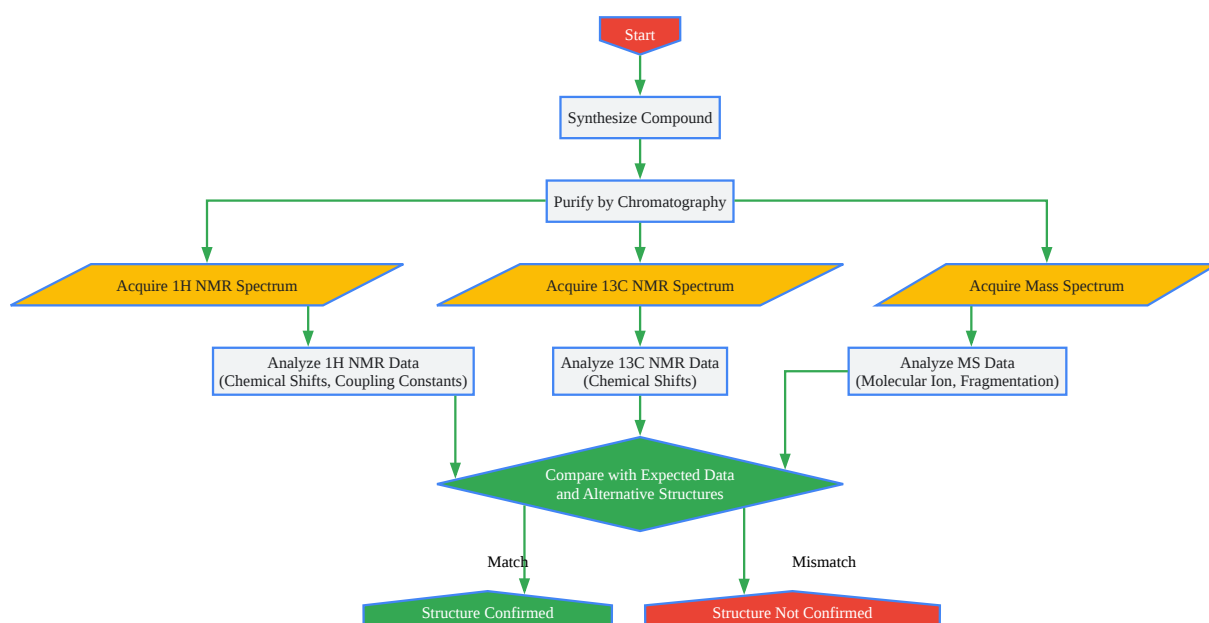 Start
Synthesize Compound
Purify by Chromatography
Acquire 1H NMR Spectrum
Acquire 13C NMR Spectrum
Acquire Mass Spectrum
Analyze 1H NMR Data
(Chemical Shifts, Coupling Constants)
Analyze 13C NMR Data
(Chemical Shifts)
Analyze MS Data
(Molecular Ion, Fragmentation)
Compare with Expected Data
and Alternative Structures
Match
Mismatch
Structure Confirmed
Structure Not Confirmed